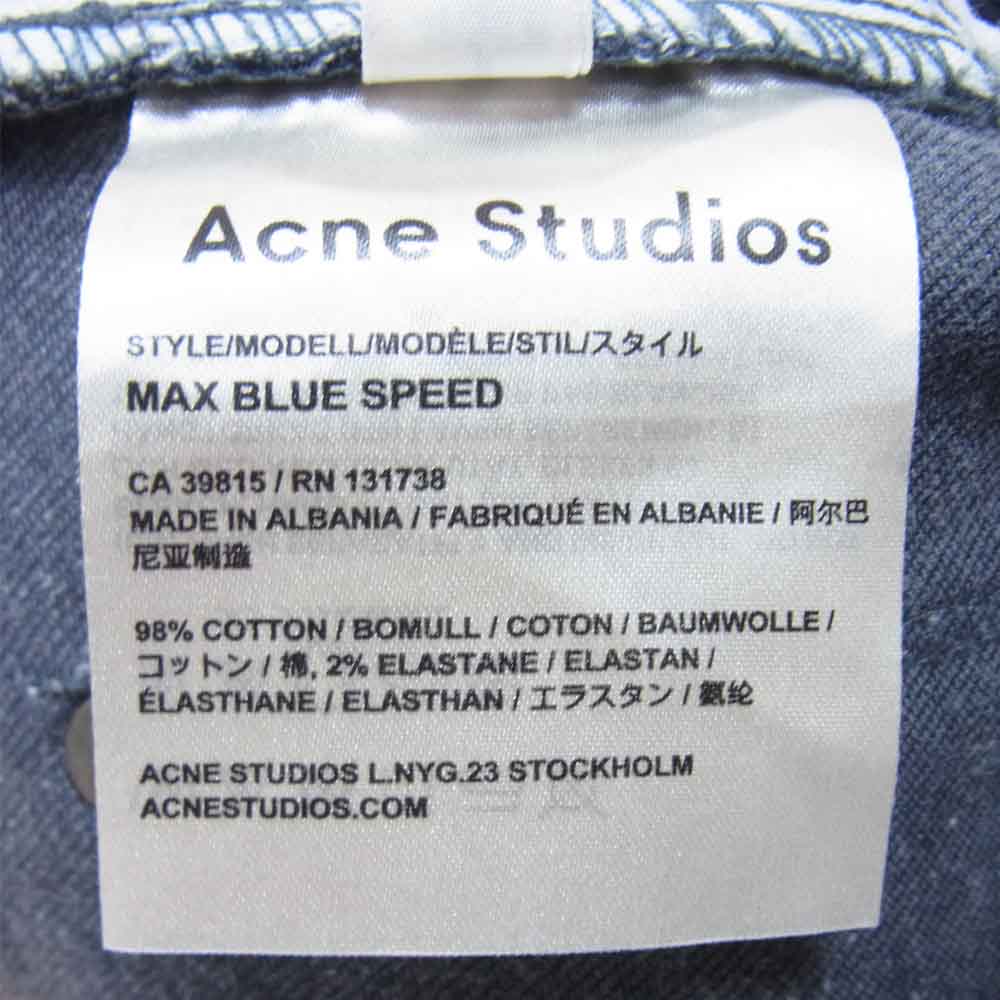 Acne Studios
STYLE/MODELL/MODÈLE/STIL/スタイル
MAX BLUE SPEED
CA 39815 / RN 131738
MADE IN ALBANIA / FABRIQUÉ EN ALBANIE / 阿尔巴
尼亚制造
98% COTTON / BOMULL / COTON / BAUMWOLLE /
コットン / 棉, 2% ELASTANE / ELASTAN /
ÉLASTHANE / ELASTHAN / エラスタン / 氨纶
ACNE STUDIOS L.NYG.23 STOCKHOLM
ACNESTUDIOS.COM